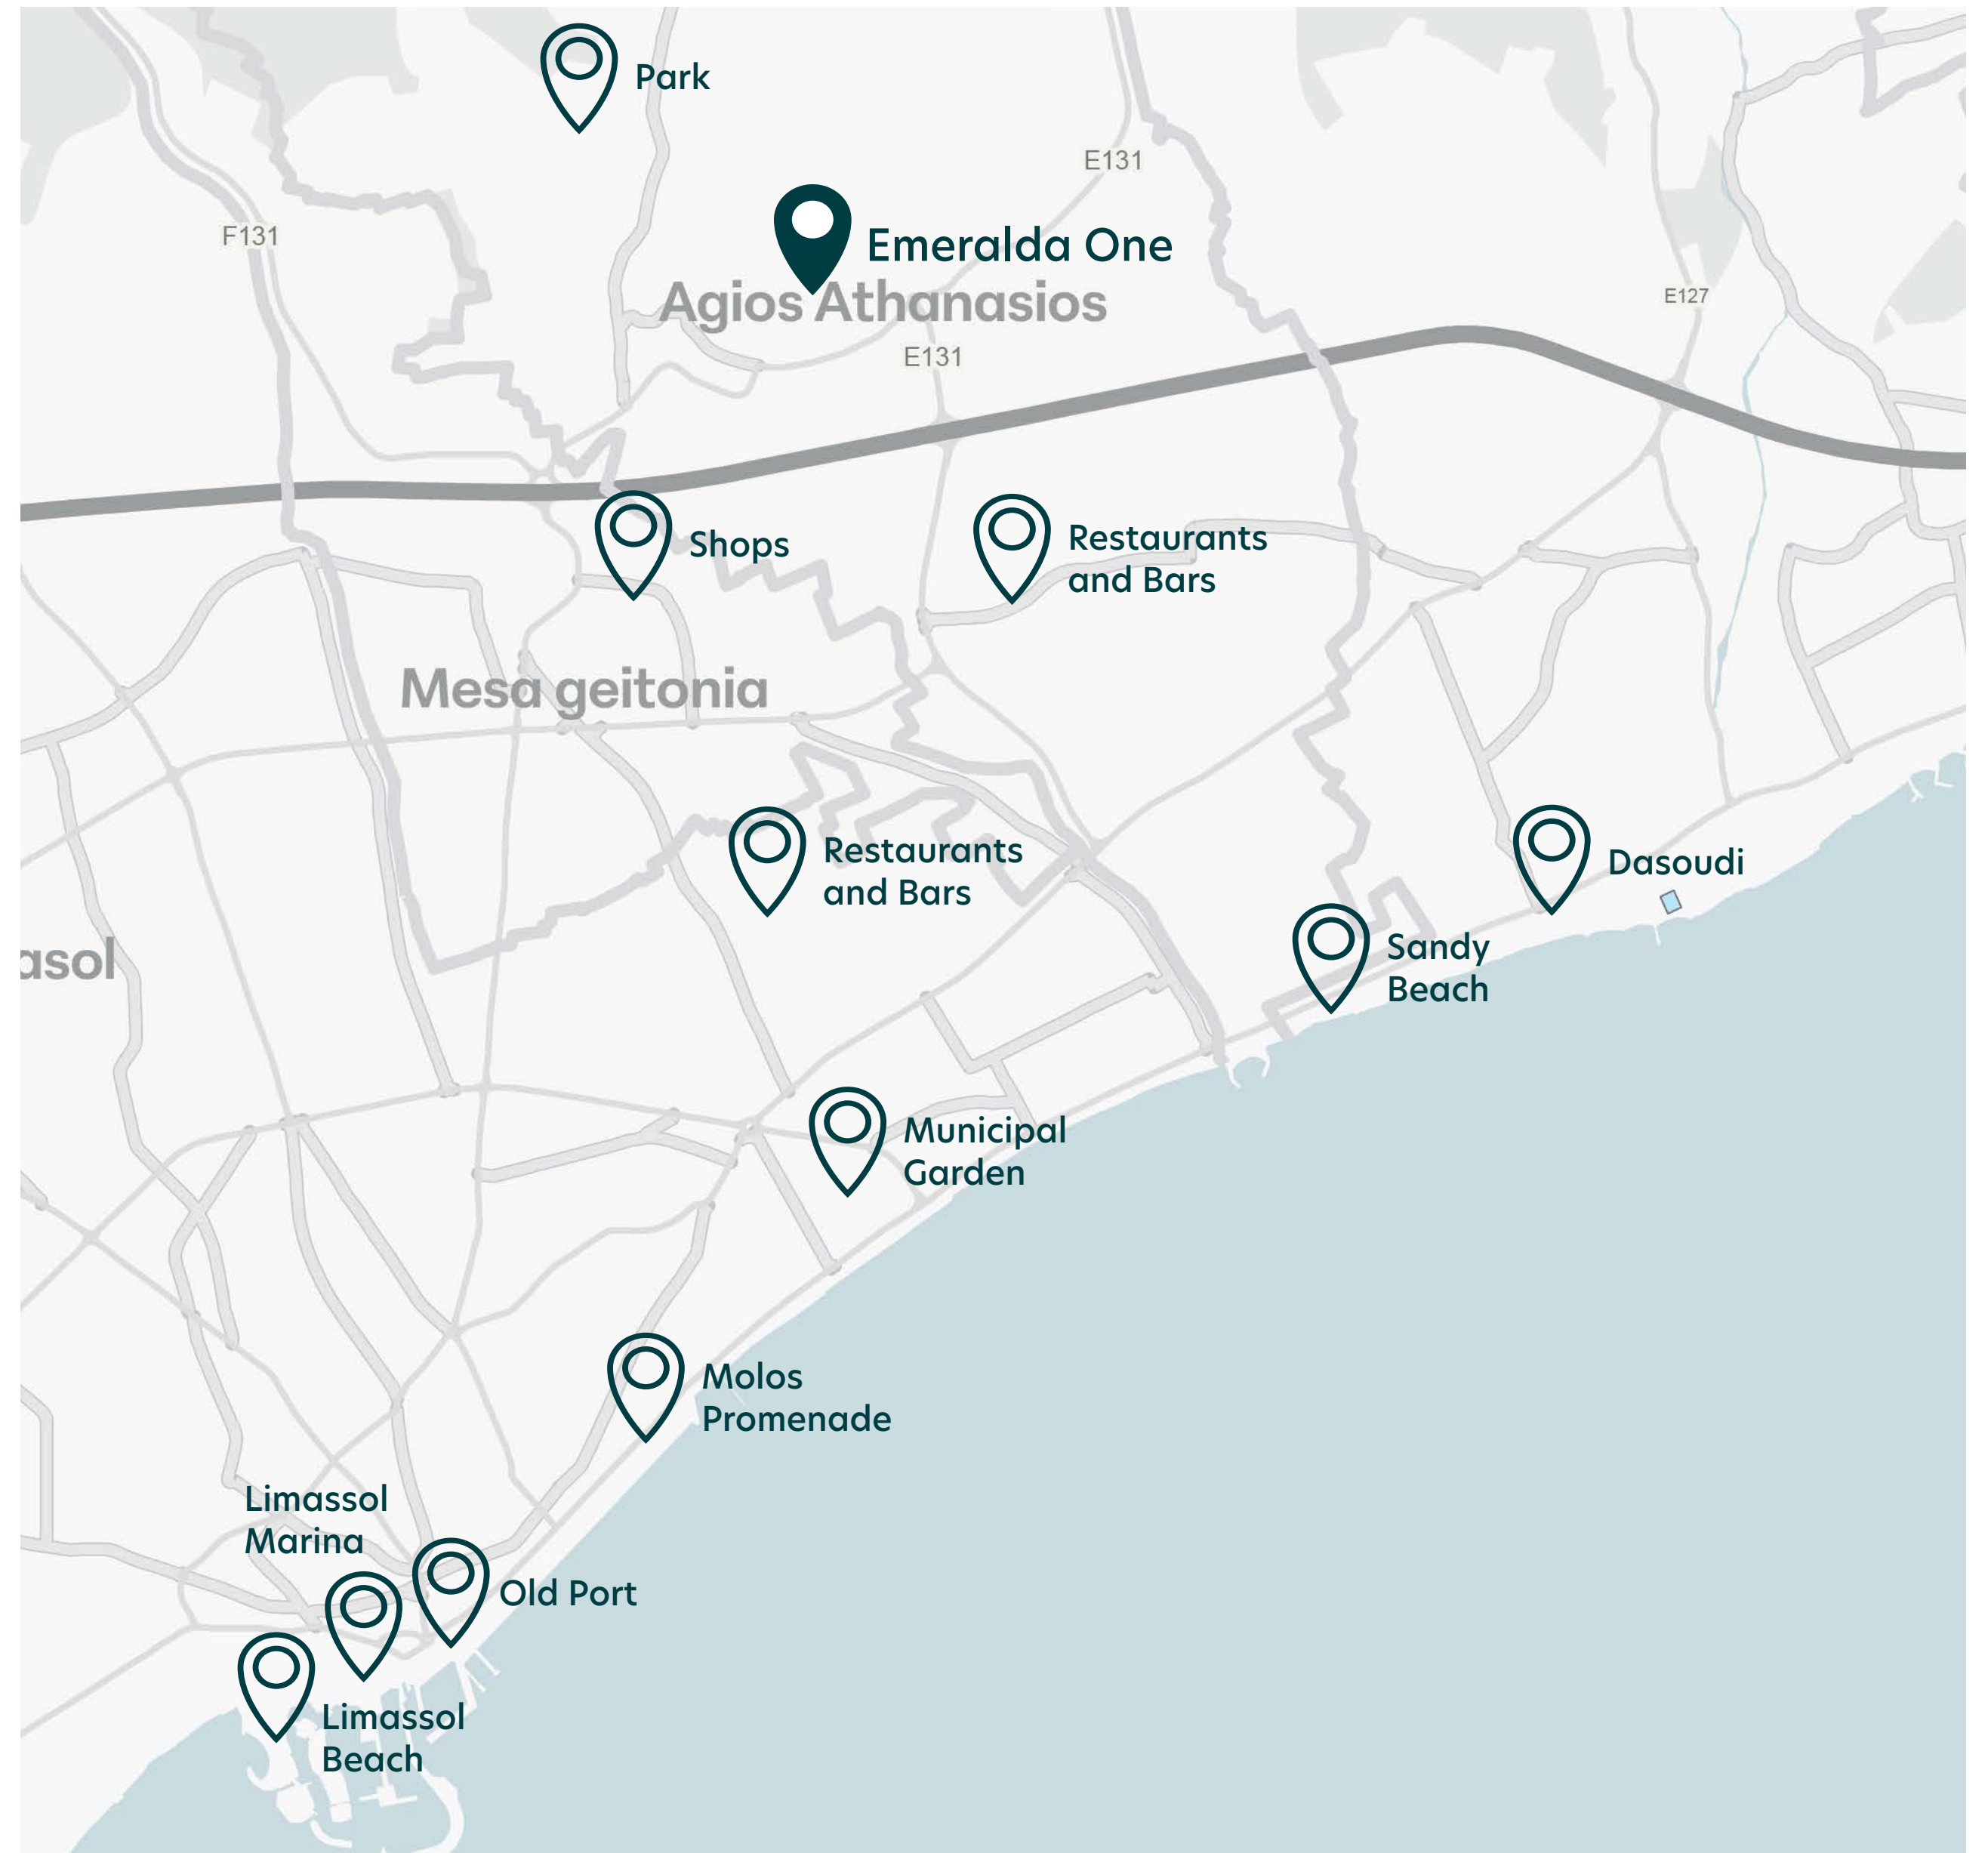 Park
E131
F131
Emeralda One
Agios Athanasios
E127
E131
Shops
Restaurants
and Bars
Mesa geitonia
Restaurants
and Bars
Dasoudi
asol
Sandy
Beach
Municipal
Garden
Molos
Promenade
Limassol
Marina
Old Port
Limassol
Beach